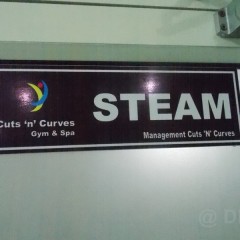 Cuts 'n' Curves
Gym & Spa
STEAM
Management Cuts 'N' Curves
@ D